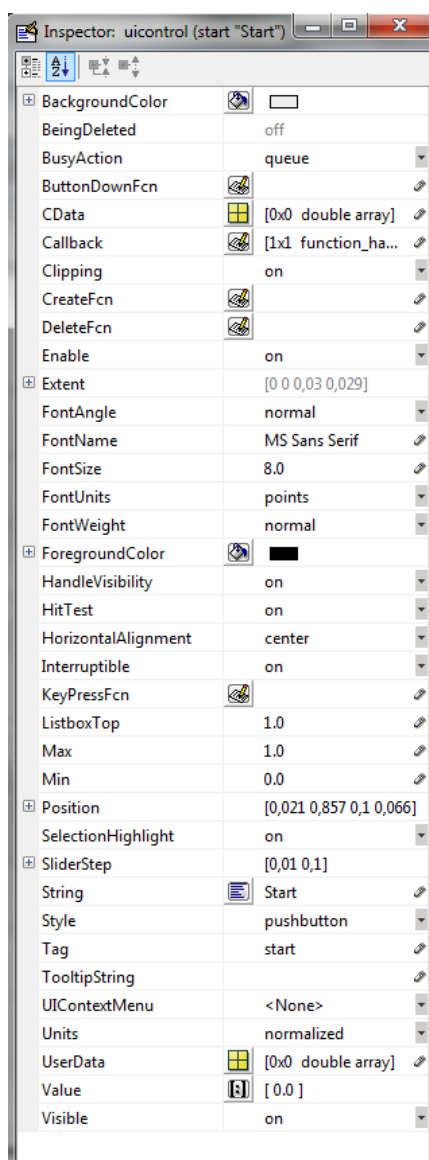 Inspector: uicontrol (start "Start")
BackgroundColor
BeingDeleted off
BusyAction queue
ButtonDownFcn
CData [0x0 double array]
Callback [1x1 function_ha...
Clipping on
CreateFcn
DeleteFcn
Enable on
Extent [0 0 0,03 0,029]
FontAngle normal
FontName MS Sans Serif
FontSize 8.0
FontUnits points
FontWeight normal
ForegroundColor
HandleVisibility on
HitTest on
HorizontalAlignment center
Interruptible on
KeyPressFcn
ListboxTop 1.0
Max 1.0
Min 0.0
Position [0,021 0,857 0,1 0,066]
SelectionHighlight on
SliderStep [0,01 0,1]
String Start
Style pushbutton
Tag start
TooltipString
UIContextMenu <None>
Units normalized
UserData [0x0 double array]
Value [ 0.0 ]
Visible on